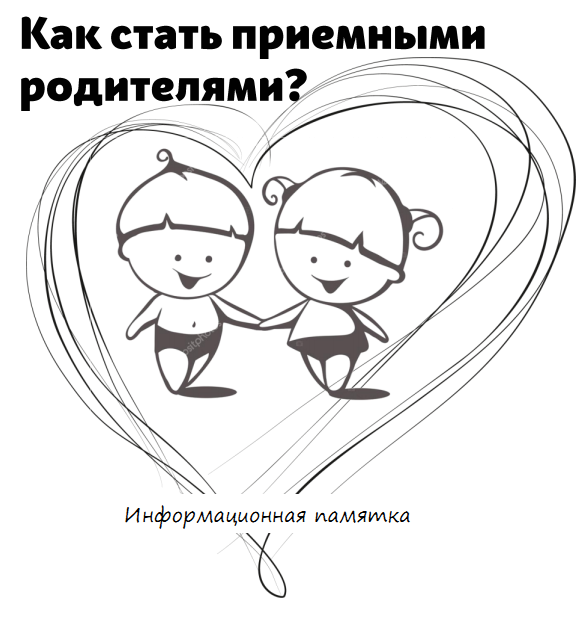 Как стать приемными
родителями?
Информационная памятка